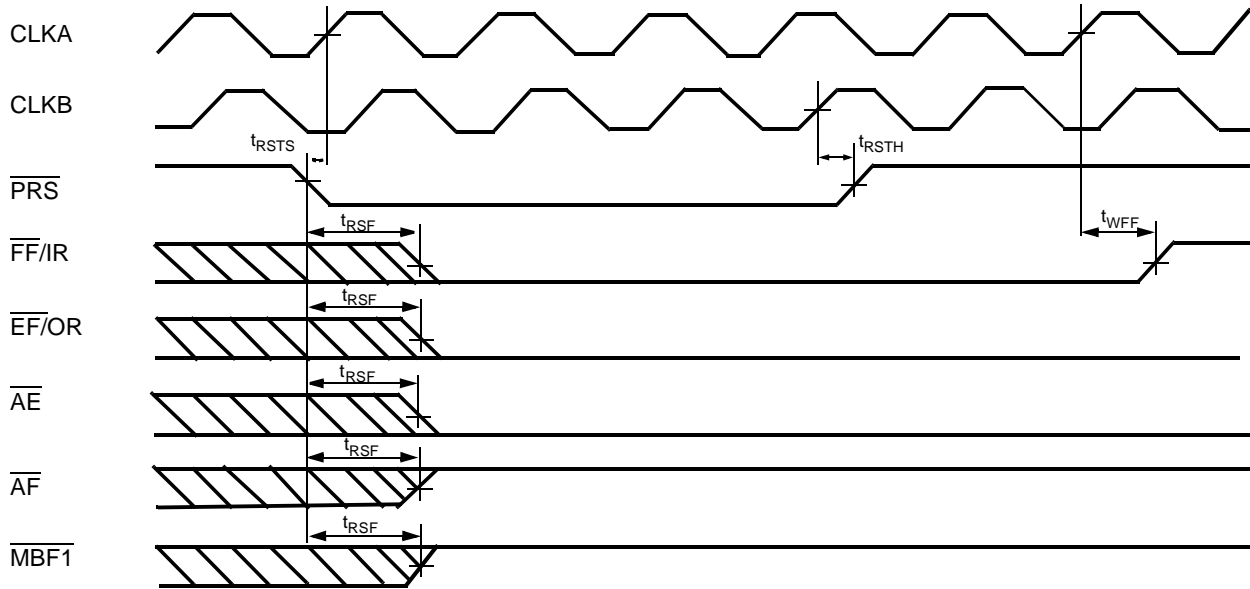 CLKA
CLKB
tRSTS
tRSTH
PRS
tRSF
tWFF
FF/IR
tRSF
EF/OR
tRSF
AE
tRSF
AF
tRSF
MBF1